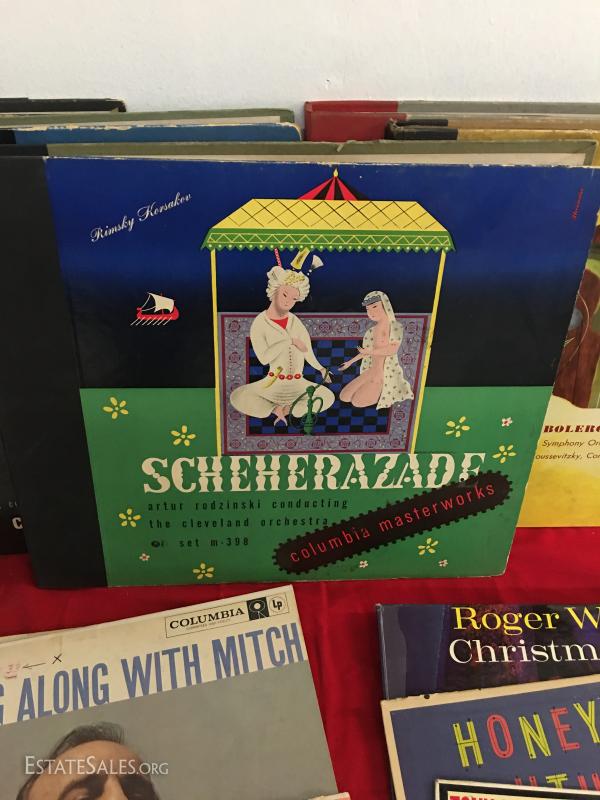 Rimsky Korsakov
SCHEHERAZADE
artur rodzinski conducting
the cleveland orchestra
set m-398
columbia masterworks
BOLERO
Symphony Or
oussevitzky, Con
COLUMBIA
LP
G ALONG WITH MITCH
Roger W
Christm
HONEY
ESTATESALES.ORG